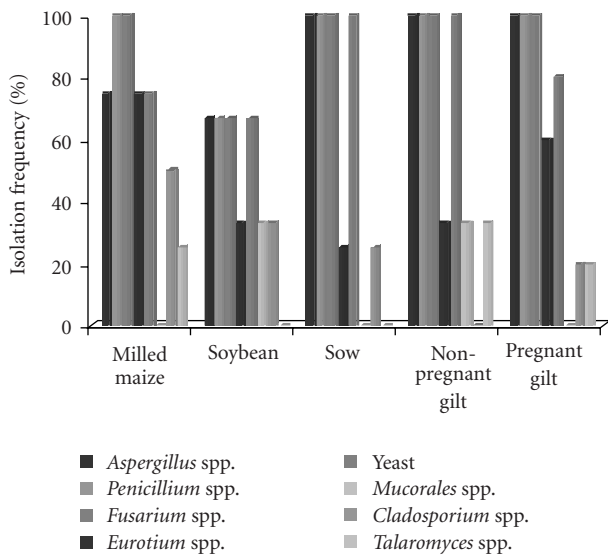 Isolation frequency (%)
100
80
60
40
20
0
Milled
maize
Soybean
Sow
Non-
pregnant
gilt
Pregnant
gilt
Aspergillus spp.
Penicillium spp.
Fusarium spp.
Eurotium spp.
Yeast
Mucorales spp.
Cladosporium spp.
Talaromyces spp.